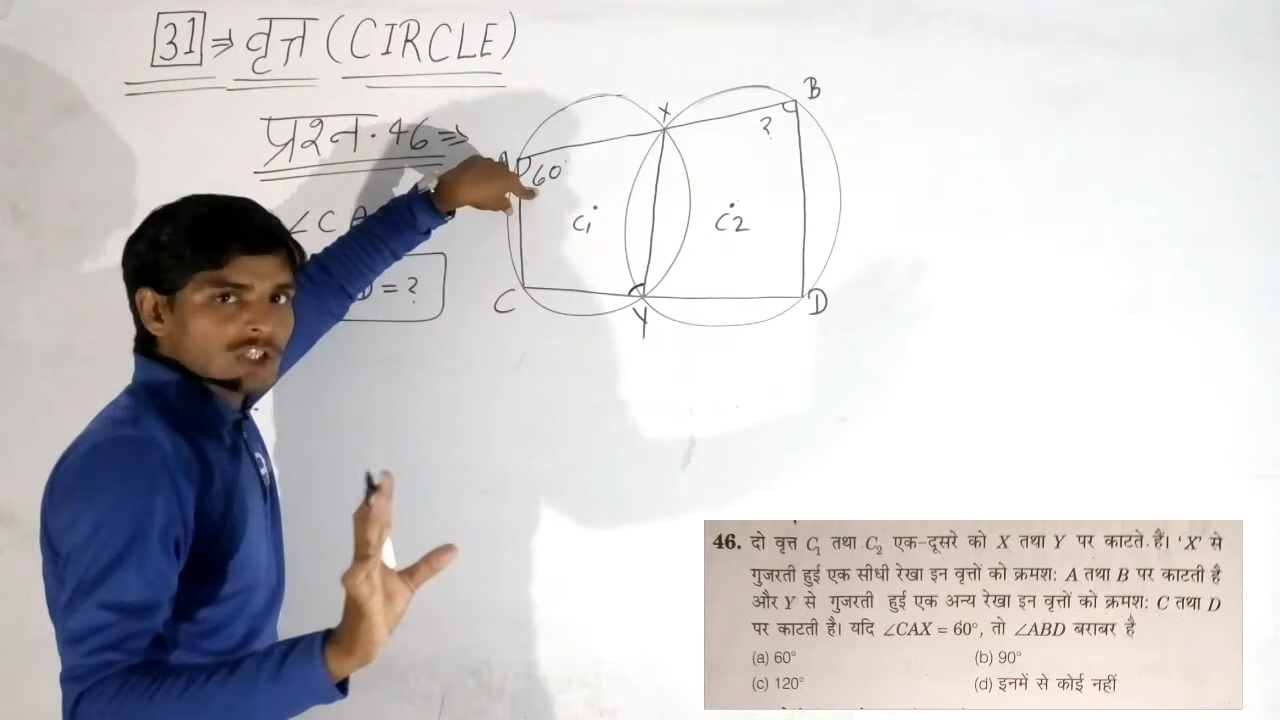 31 ⇒ वृत्त (CIRCLE)
प्रश्न. 46 ⇒
60°
∠CA
= ?
X
B
?
C1
C2
C
Y
D
46. दो वृत्त C₁ तथा C₂ एक-दूसरे को X तथा Y पर काटते हैं। 'X' से
गुजरती हुई एक सीधी रेखा इन वृत्तों को क्रमश: A तथा B पर काटती है
और Y से गुजरती हुई एक अन्य रेखा इन वृत्तों को क्रमश: C तथा D
पर काटती है। यदि ∠CAX = 60°, तो ∠ABD बराबर है
(a) 60° (b) 90°
(c) 120° (d) इनमें से कोई नहीं